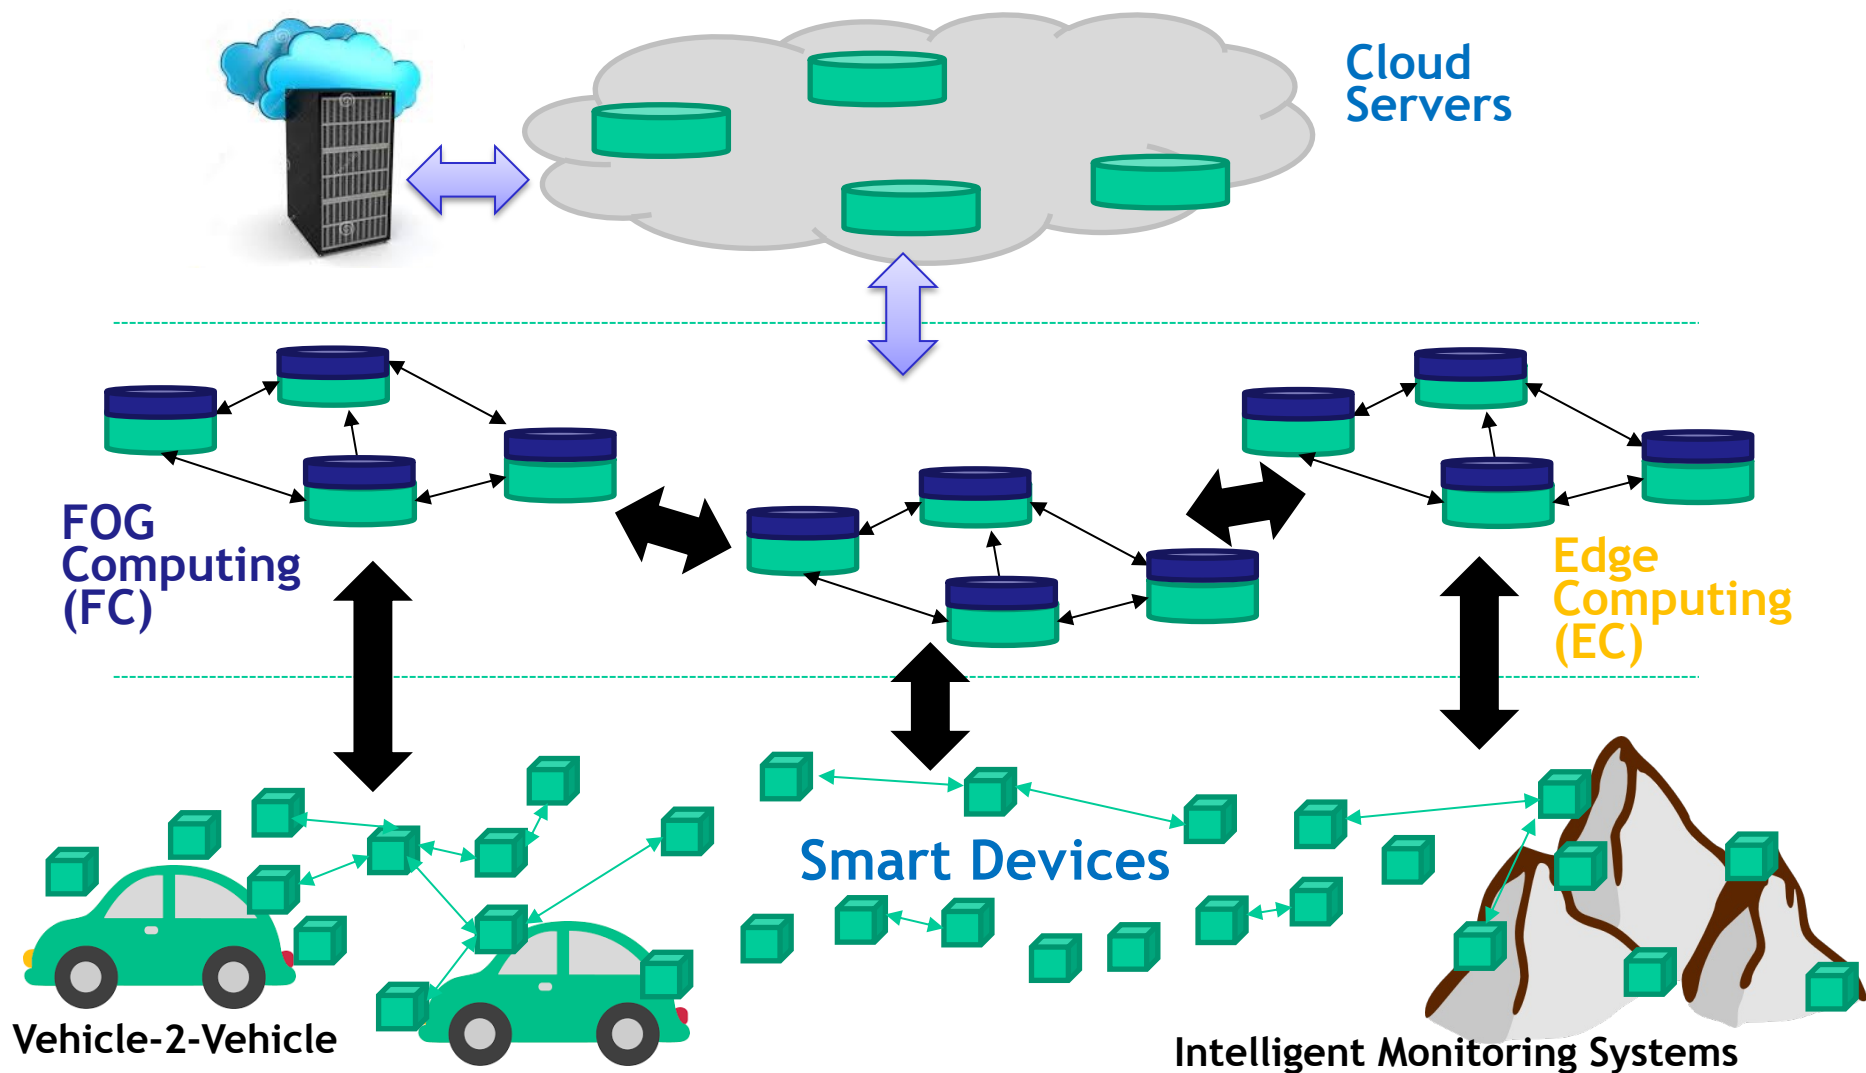 Cloud
Servers
FOG
Computing
(FC)
Edge
Computing
(EC)
Smart Devices
Vehicle-2-Vehicle
Intelligent Monitoring Systems